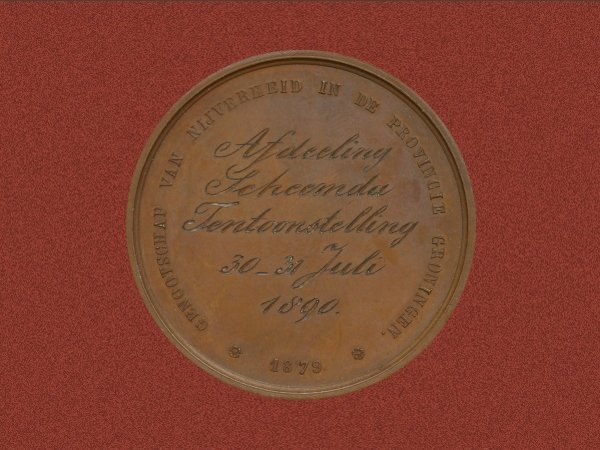 GENOOTSCHAP VAN NIJVERHEID IN DE PROVINCIE GRONINGEN.
Afdeeling
Scheemda
Tentoonstelling
30-31 Juli
1890.
1879